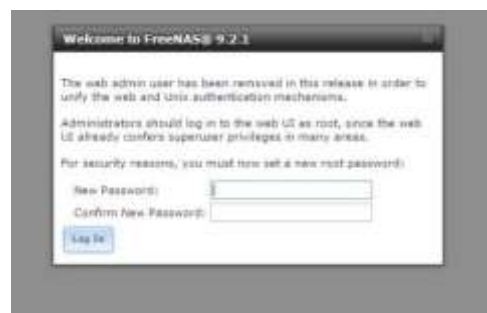 Welcome to FreeNAS® 9.2.1
The web admin user has been removed in this release in order to
unify the web and Unix authentication mechanisms.
Administrators should log in to the web UI as root, since the web
UI already confers superuser privileges in many areas.
For security reasons, you must now set a new root password:
New Password:
Confirm New Password:
Log In